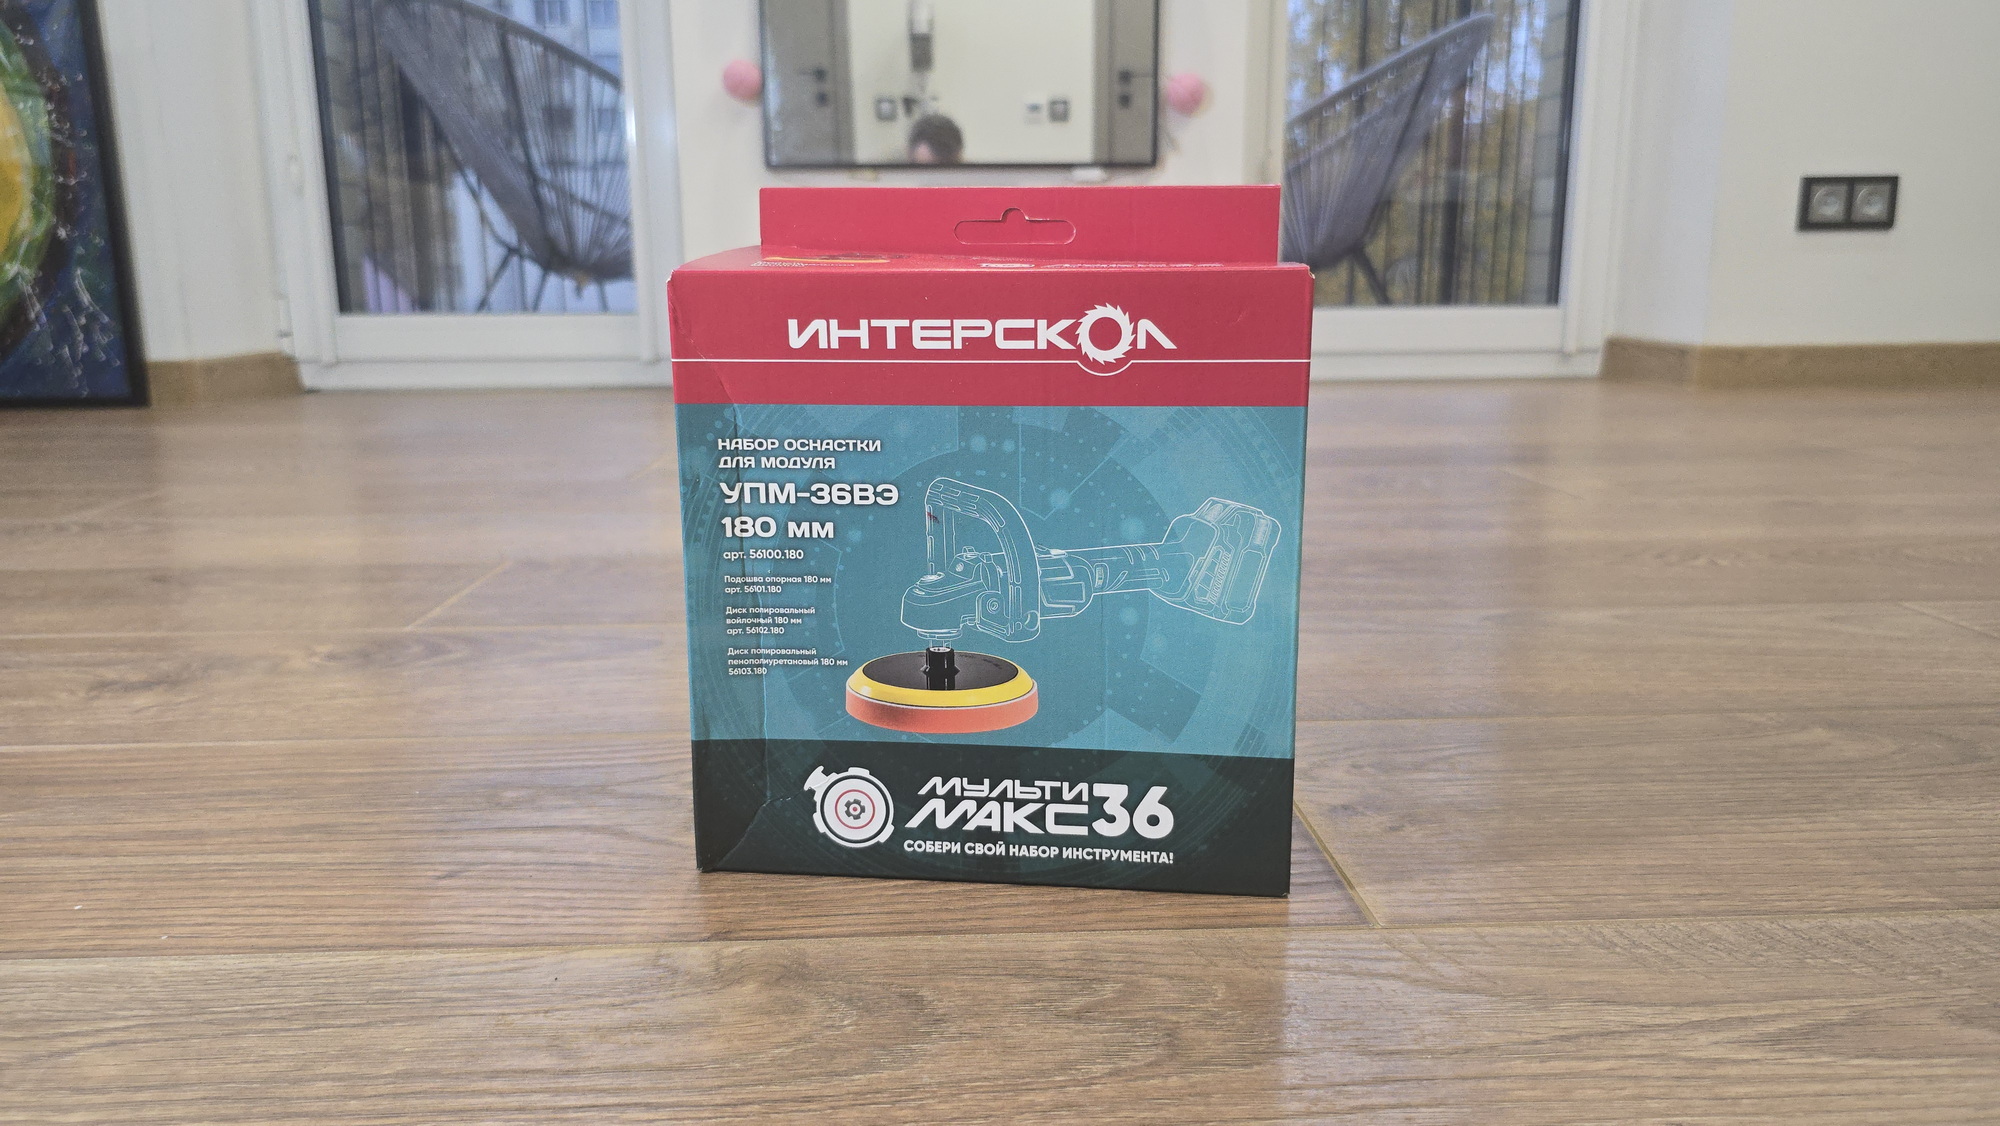 ИНТЕРСКОЛ
НАБОР ОСНАСТКИ
ДЛЯ МОДУЛЯ
УПМ-36ВЭ
180 мм
арт. 56100.180
Подошва опорная 180 мм
арт. 56101.180
Диск полировальный
войлочный 180 мм
арт. 56102.180
Диск полировальный
пенополиуретановый 180 мм
56103.180
МУЛЬТИ
МАКС36
СОБЕРИ СВОЙ НАБОР ИНСТРУМЕНТА!